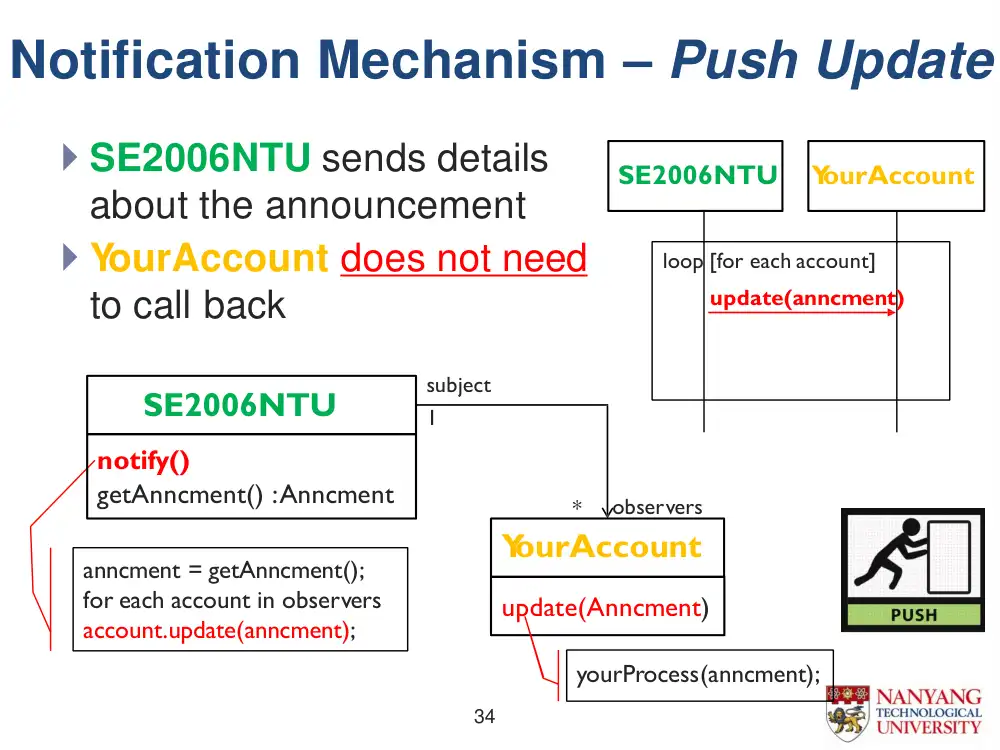 Notification Mechanism – Push Update
SE2006NTU sends details
about the announcement
YourAccount does not need
to call back
SE2006NTU
YourAccount
loop [for each account]
update(anncment)
SE2006NTU
subject
1
notify()
getAnncment() : Anncment
* observers
YourAccount
update(Anncment)
anncment = getAnncment();
for each account in observers
account.update(anncment);
yourProcess(anncment);
PUSH
34
NANYANG
TECHNOLOGICAL
UNIVERSITY